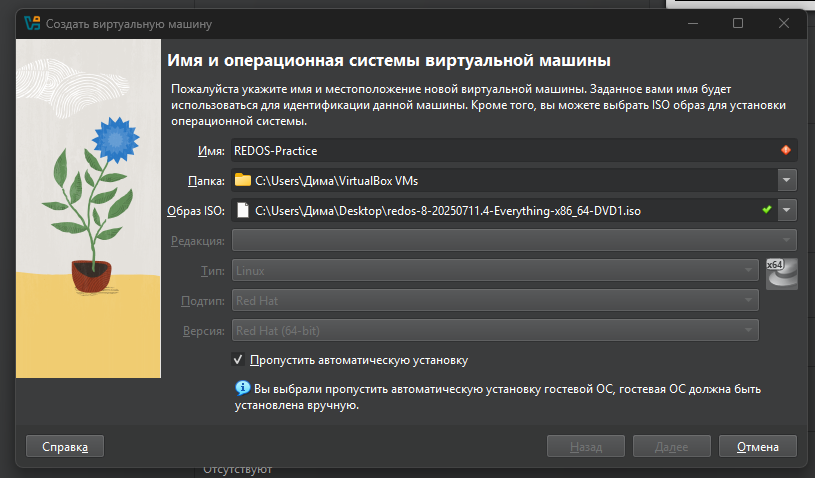 Создать виртуальную машину
Имя и операционная системы виртуальной машины
Пожалуйста укажите имя и местоположение новой виртуальной машины. Заданное вами имя будет
использоваться для идентификации данной машины. Кроме того, вы можете выбрать ISO образ для установки
операционной системы.
Имя: REDOS-Practice
Папка: C:\Users\Дима\VirtualBox VMs
Образ ISO: C:\Users\Дима\Desktop\redos-8-20250711.4-Everything-x86_64-DVD1.iso
Редакция:
Тип: Linux x64
Подтип: Red Hat
Версия: Red Hat (64-bit)
Пропустить автоматическую установку
Вы выбрали пропустить автоматическую установку гостевой ОС, гостевая ОС должна быть
установлена вручную.
Справка Назад Далее Отмена
Отсутствуют